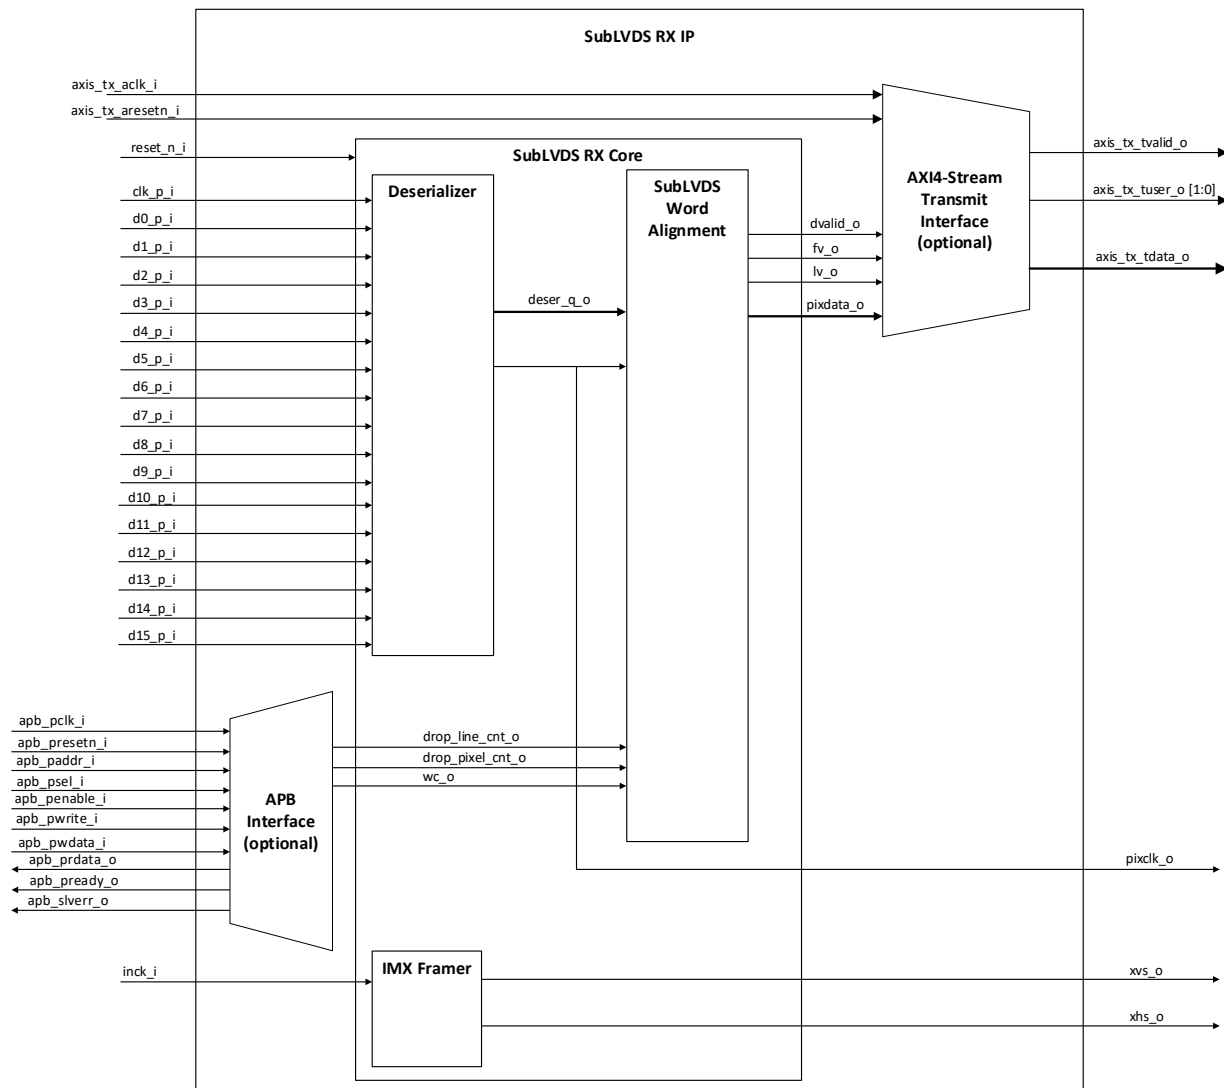 SubLVDS RX IP
axis_tx_aclk_i
axis_tx_aresetn_i
reset_n_i
SubLVDS RX Core
clk_p_i
d0_p_i
d1_p_i
d2_p_i
d3_p_i
d4_p_i
d5_p_i
d6_p_i
d7_p_i
d8_p_i
d9_p_i
d10_p_i
d11_p_i
d12_p_i
d13_p_i
d14_p_i
d15_p_i
Deserializer
deser_q_o
SubLVDS
Word
Alignment
dvalid_o
fv_o
lv_o
pixdata_o
AXI4-Stream
Transmit
Interface
(optional)
axis_tx_tvalid_o
axis_tx_tuser_o [1:0]
axis_tx_tdata_o
apb_pclk_i
apb_presetn_i
apb_paddr_i
apb_psel_i
apb_penable_i
apb_pwrite_i
apb_pwdata_i
apb_prdata_o
apb_pready_o
apb_slverr_o
APB
Interface
(optional)
drop_line_cnt_o
drop_pixel_cnt_o
wc_o
pixclk_o
inck_i
IMX Framer
xvs_o
xhs_o